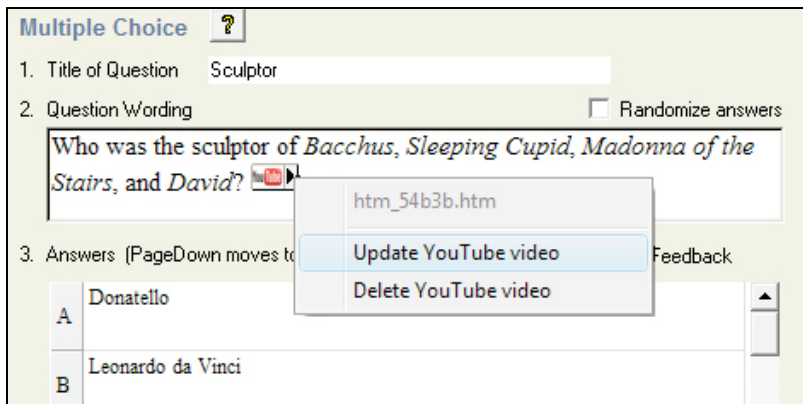 Multiple Choice ?
1. Title of Question Sculptor
2. Question Wording Randomize answers
Who was the sculptor of Bacchus, Sleeping Cupid, Madonna of the
Stairs, and David?
htm_54b3b.htm
Update YouTube video
Delete YouTube video
3. Answers (PageDown moves to Feedback
A Donatello
B Leonardo da Vinci